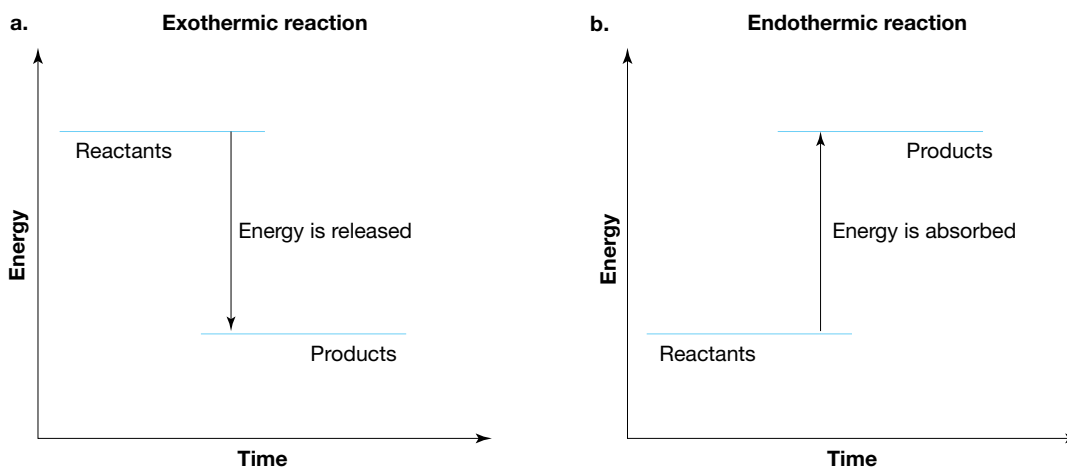 a.
Exothermic reaction
Energy
Reactants
Energy is released
Products
Time
b.
Endothermic reaction
Energy
Products
Energy is absorbed
Reactants
Time